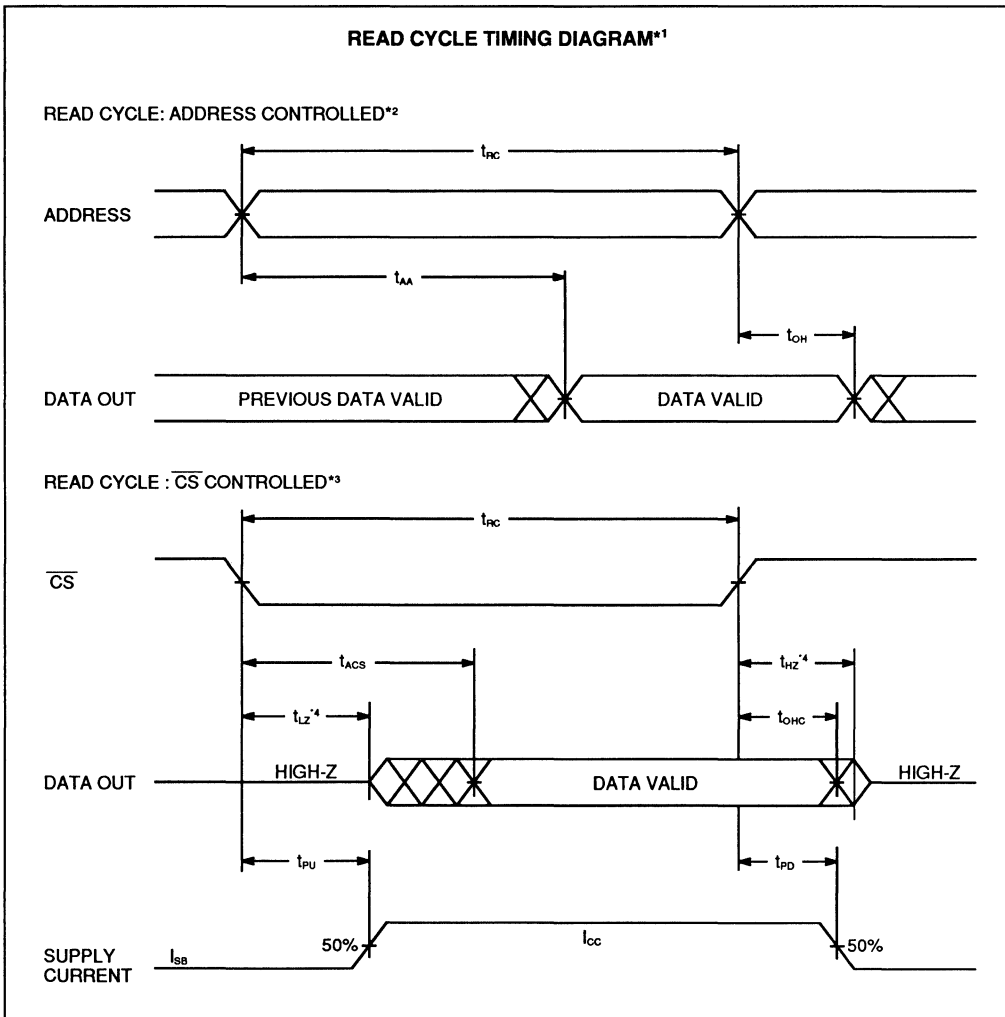 READ CYCLE TIMING DIAGRAM*1
READ CYCLE: ADDRESS CONTROLLED*2
tRC
ADDRESS
tAA
tOH
DATA OUT
PREVIOUS DATA VALID
DATA VALID
READ CYCLE : CS CONTROLLED*3
tRC
CS
tACS
tHZ*4
tLZ*4
tOHC
DATA OUT
HIGH-Z
DATA VALID
HIGH-Z
tPU
tPD
SUPPLY
CURRENT
ISB
50%
ICC
50%